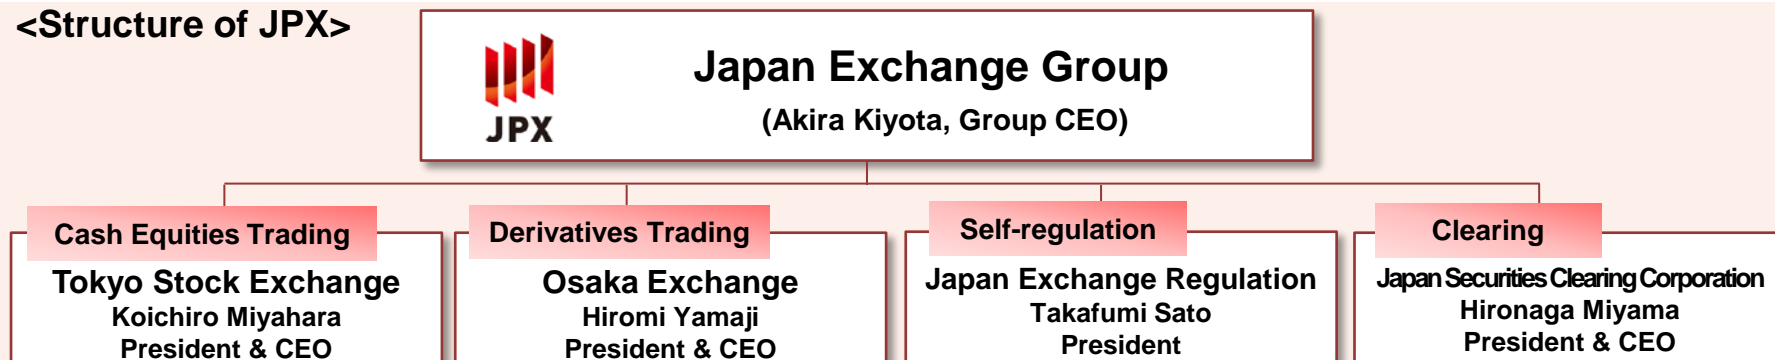 <Structure of JPX>
JPX
Japan Exchange Group
(Akira Kiyota, Group CEO)
Cash Equities Trading
Tokyo Stock Exchange
Koichiro Miyahara
President & CEO
Derivatives Trading
Osaka Exchange
Hiromi Yamaji
President & CEO
Self-regulation
Japan Exchange Regulation
Takafumi Sato
President
Clearing
Japan Securities Clearing Corporation
Hironaga Miyama
President & CEO